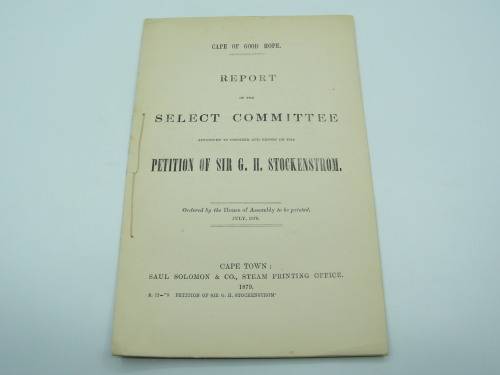 CAPE OF GOOD HOPE.
REPORT
OF THE
SELECT COMMITTEE
APPOINTED TO CONSIDER AND REPORT ON THE
PETITION OF SIR G. H. STOCKENSTROM.
Ordered by the House of Assembly to be printed,
JULY, 1879.
CAPE TOWN:
SAUL SOLOMON & CO., STEAM PRINTING OFFICE.
1879.
PETITION OF SIR G. H. STOCKENSTROM